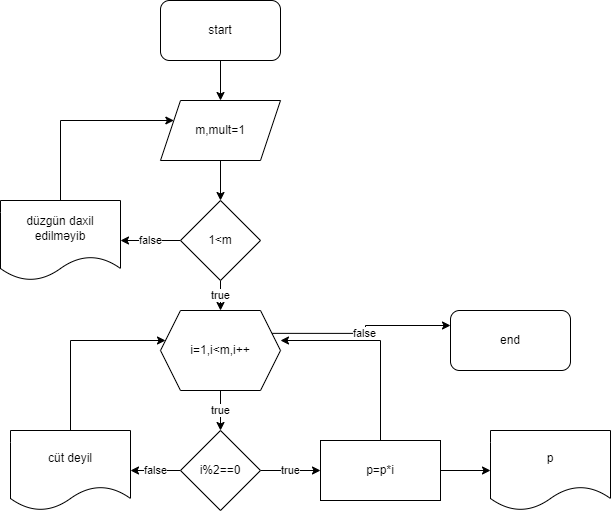 start
m,mult=1
düzgün daxil
edilməyib
false
1<m
true
i=1,i<m,i++
false
end
true
cüt deyil
false
i%2==0
true
p=p*i
p